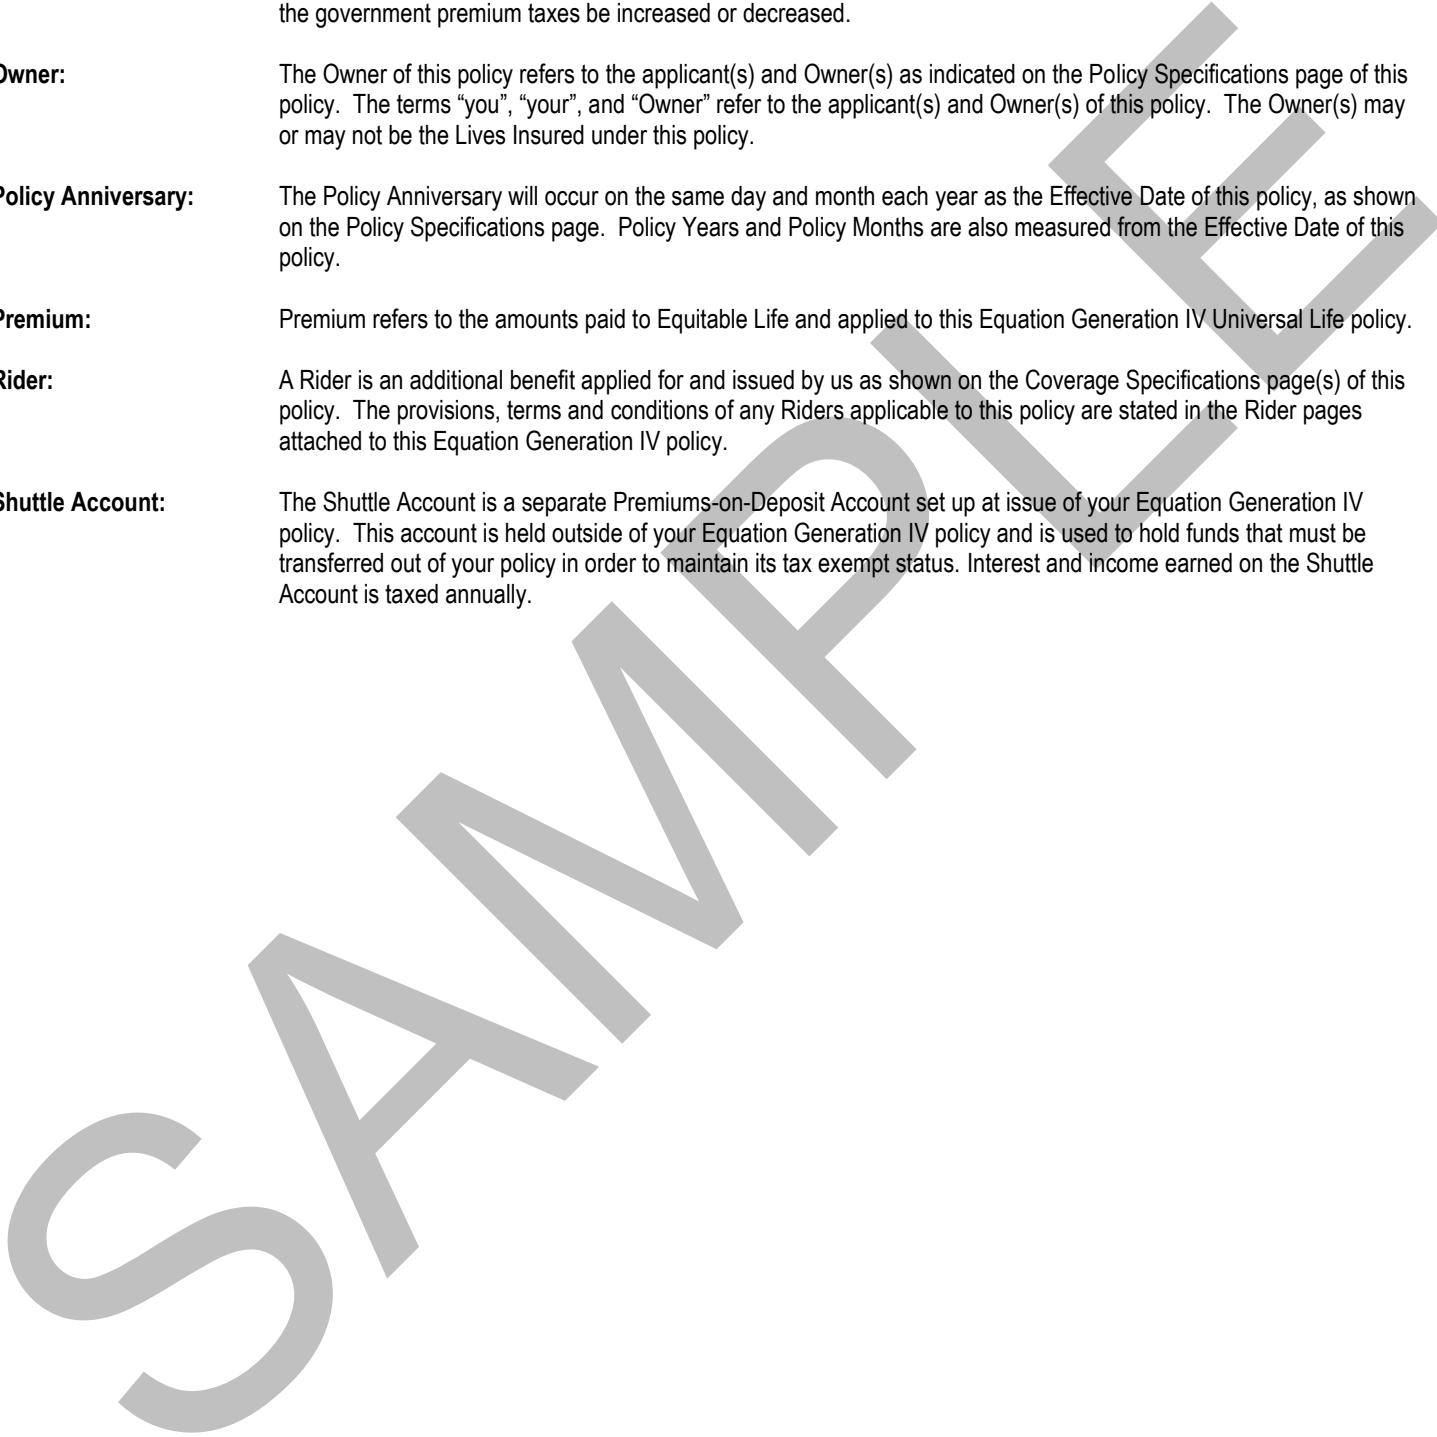 the government premium taxes be increased or decreased.
Owner: The Owner of this policy refers to the applicant(s) and Owner(s) as indicated on the Policy Specifications page of this
policy. The terms “you”, “your”, and “Owner” refer to the applicant(s) and Owner(s) of this policy. The Owner(s) may
or may not be the Lives Insured under this policy.
Policy Anniversary: The Policy Anniversary will occur on the same day and month each year as the Effective Date of this policy, as shown
on the Policy Specifications page. Policy Years and Policy Months are also measured from the Effective Date of this
policy.
Premium: Premium refers to the amounts paid to Equitable Life and applied to this Equation Generation IV Universal Life policy.
Rider: A Rider is an additional benefit applied for and issued by us as shown on the Coverage Specifications page(s) of this
policy. The provisions, terms and conditions of any Riders applicable to this policy are stated in the Rider pages
attached to this Equation Generation IV policy.
Shuttle Account: The Shuttle Account is a separate Premiums-on-Deposit Account set up at issue of your Equation Generation IV
policy. This account is held outside of your Equation Generation IV policy and is used to hold funds that must be
transferred out of your policy in order to maintain its tax exempt status. Interest and income earned on the Shuttle
Account is taxed annually.
SAMPLE